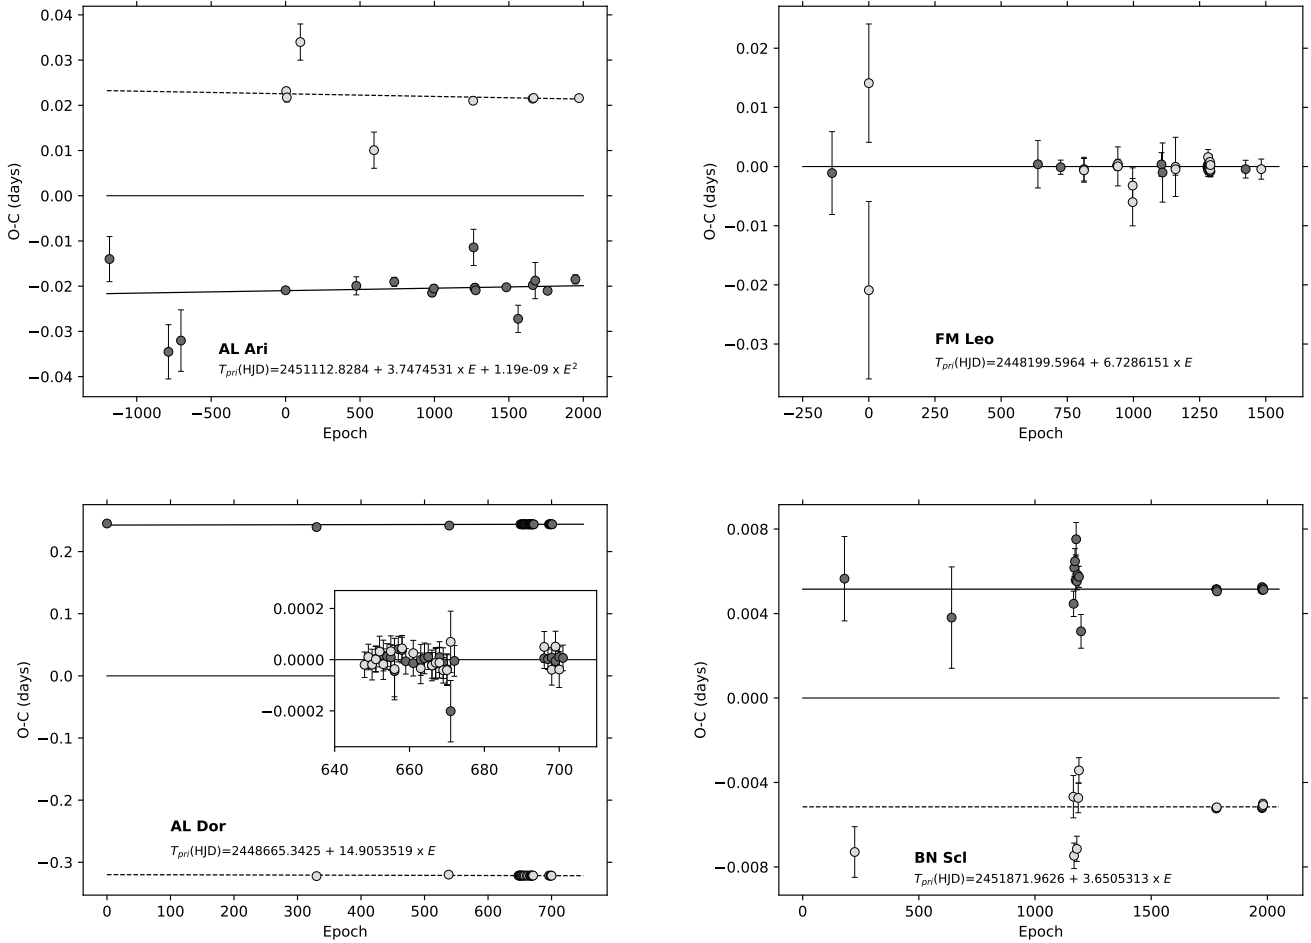 0.04
0.03
0.02
0.01
0.00
−0.01
−0.02
−0.03
−0.04
O-C (days)
AL Ari
T_pri(HJD)=2451112.8284 + 3.7474531 x E + 1.19e-09 x E²
−1000 −500 0 500 1000 1500 2000
Epoch
0.02
0.01
0.00
−0.01
−0.02
−0.03
O-C (days)
FM Leo
T_pri(HJD)=2448199.5964 + 6.7286151 x E
−250 0 250 500 750 1000 1250 1500
Epoch
0.2
0.1
0.0
−0.1
−0.2
−0.3
O-C (days)
0.0002
0.0000
−0.0002
640 660 680 700
AL Dor
T_pri(HJD)=2448665.3425 + 14.9053519 x E
0 100 200 300 400 500 600 700
Epoch
0.008
0.004
0.000
−0.004
−0.008
O-C (days)
BN Scl
T_pri(HJD)=2451871.9626 + 3.6505313 x E
0 500 1000 1500 2000
Epoch